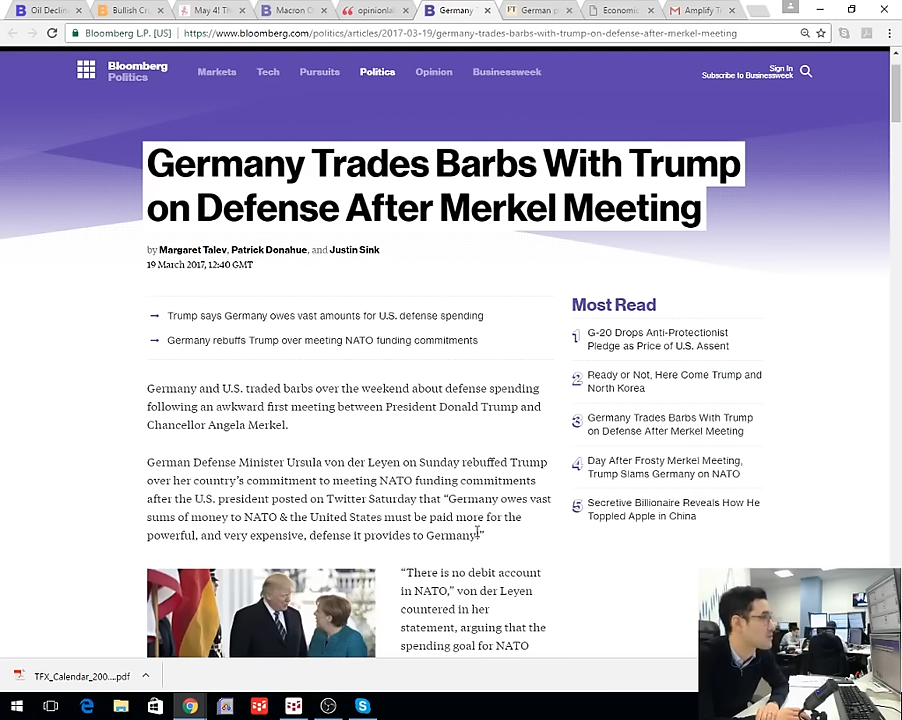 Oil Declin
Bullish Cru
May 4! Th
Macron O
opinionla
Germany T
German p
Economic
Amplify Tr
Bloomberg L.P. [US]
https://www.bloomberg.com/politics/articles/2017-03-19/germany-trades-barbs-with-trump-on-defense-after-merkel-meeting
Bloomberg
Politics
Markets
Tech
Pursuits
Politics
Opinion
Businessweek
Sign In
Subscribe to Businessweek
Germany Trades Barbs With Trump
on Defense After Merkel Meeting
by Margaret Talev, Patrick Donahue, and Justin Sink
19 March 2017, 12:40 GMT
→ Trump says Germany owes vast amounts for U.S. defense spending
→ Germany rebuffs Trump over meeting NATO funding commitments
Germany and U.S. traded barbs over the weekend about defense spending
following an awkward first meeting between President Donald Trump and
Chancellor Angela Merkel.
German Defense Minister Ursula von der Leyen on Sunday rebuffed Trump
over her country's commitment to meeting NATO funding commitments
after the U.S. president posted on Twitter Saturday that “Germany owes vast
sums of money to NATO & the United States must be paid more for the
powerful, and very expensive, defense it provides to Germany!”
“There is no debit account
in NATO,” von der Leyen
countered in her
statement, arguing that the
spending goal for NATO
Most Read
1 G-20 Drops Anti-Protectionist
Pledge as Price of U.S. Assent
2 Ready or Not, Here Come Trump and
North Korea
3 Germany Trades Barbs With Trump
on Defense After Merkel Meeting
4 Day After Frosty Merkel Meeting,
Trump Slams Germany on NATO
5 Secretive Billionaire Reveals How He
Toppled Apple in China
TFX_Calendar_200....pdf